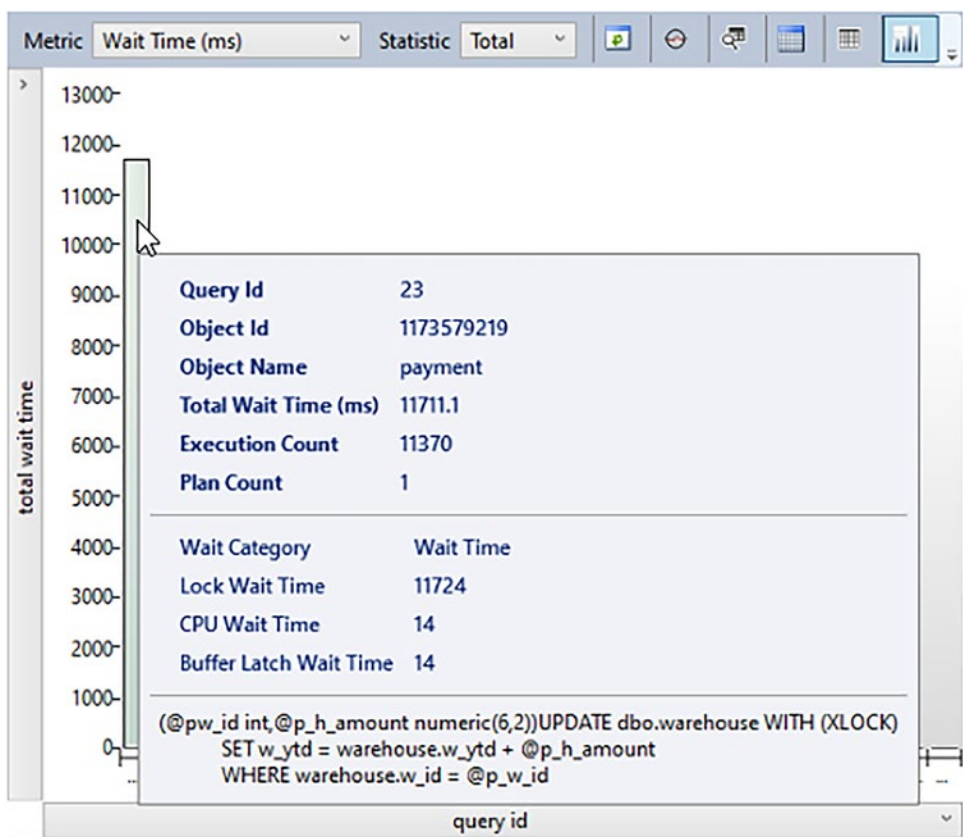 Metric Wait Time (ms) Statistic Total
13000
12000
11000
10000
9000
8000
7000
6000
5000
4000
3000
2000
1000
0
total wait time
Query Id 23
Object Id 1173579219
Object Name payment
Total Wait Time (ms) 11711.1
Execution Count 11370
Plan Count 1
Wait Category Wait Time
Lock Wait Time 11724
CPU Wait Time 14
Buffer Latch Wait Time 14
(@pw_id int,@p_h_amount numeric(6,2))UPDATE dbo.warehouse WITH (XLOCK)
SET w_ytd = warehouse.w_ytd + @p_h_amount
WHERE warehouse.w_id = @p_w_id
... ...
query id